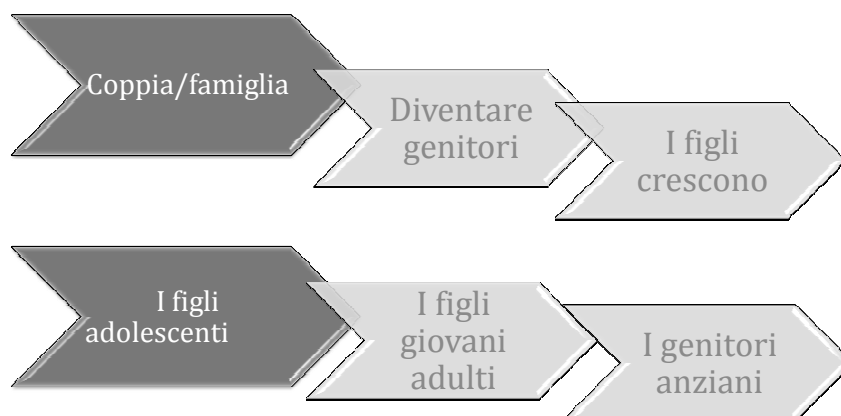 Coppia/famiglia
Diventare
genitori
I figli
crescono
I figli
adolescenti
I figli
giovani
adulti
I genitori
anziani